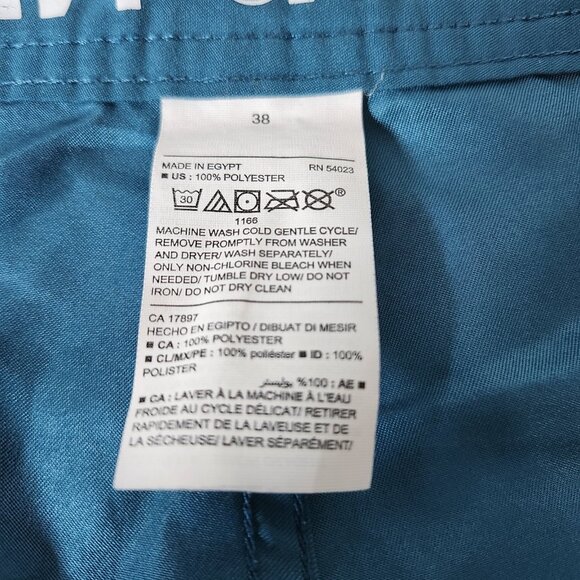 38
MADE IN EGYPT RN 54023
■ US : 100% POLYESTER
30 ®
1166
MACHINE WASH COLD GENTLE CYCLE/
REMOVE PROMPTLY FROM WASHER
AND DRYER/ WASH SEPARATELY/
ONLY NON-CHLORINE BLEACH WHEN
NEEDED/ TUMBLE DRY LOW/ DO NOT
IRON/ DO NOT DRY CLEAN
CA 17897
HECHO EN EGIPTO / DIBUAT DI MESIR
■ CA : 100% POLYESTER
■ CL/MX/PE : 100% poliéster ■ ID : 100%
POLISTER
■ AE : 100% بوليستر
■ CA : LAVER À LA MACHINE À L'EAU
FROIDE AU CYCLE DÉLICAT/ RETIRER
RAPIDEMENT DE LA LAVEUSE ET DE
LA SÉCHEUSE/ LAVER SÉPARÉMENT/